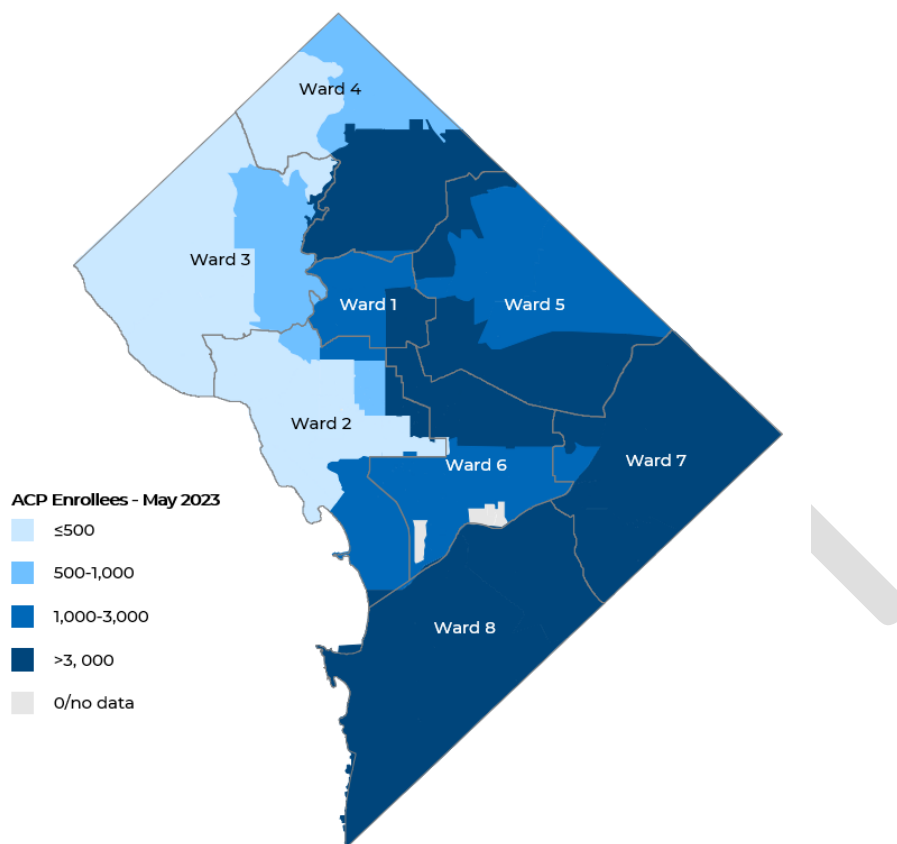 Ward 4
Ward 3
Ward 1
Ward 5
Ward 2
Ward 6
Ward 7
Ward 8
ACP Enrollees - May 2023
≤500
500-1,000
1,000-3,000
>3, 000
0/no data